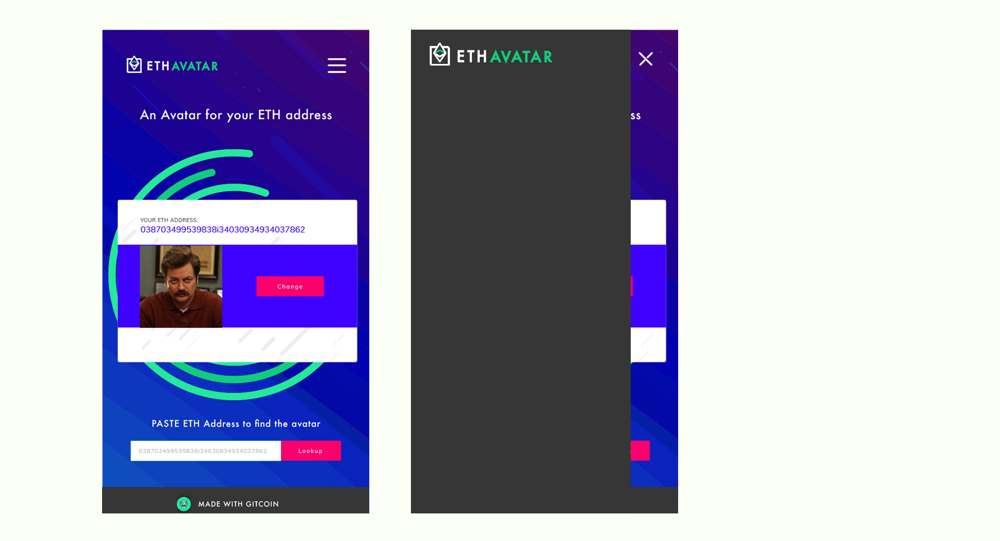 ETH AVATAR
An Avatar for your ETH address
YOUR ETH ADDRESS:
038703499539838i34030934934037862
Change
PASTE ETH Address to find the avatar
038703499539838i34030934934037862
Lookup
MADE WITH GITCOIN
ETH AVATAR
ss